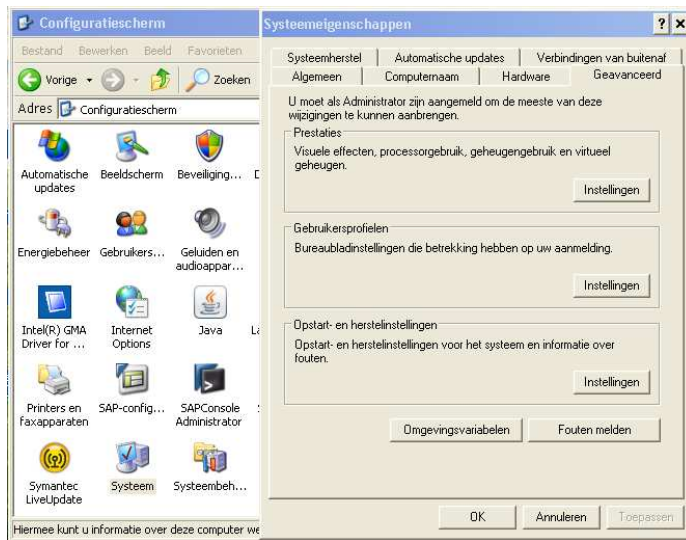 Configuratiescherm
Bestand Bewerken Beeld Favorieten
Vorige Zoeken
Adres Configuratiescherm
Automatische updates
Beeldscherm
Beveiliging...
Energiebeheer
Gebruikers...
Geluiden en audioappar...
Intel(R) GMA Driver for ...
Internet Options
Java
Printers en faxapparaten
SAP-config...
SAPConsole Administrator
Symantec LiveUpdate
Systeem
Systeembeh...
Hiermee kunt u informatie over deze computer we
Systeemeigenschappen
Systeemherstel Automatische updates Verbindingen van buitenaf
Algemeen Computernaam Hardware Geavanceerd
U moet als Administrator zijn aangemeld om de meeste van deze
wijzigingen te kunnen aanbrengen.
Prestaties
Visuele effecten, processorgebruik, geheugengebruik en virtueel
geheugen.
Instellingen
Gebruikersprofielen
Bureaubladinstellingen die betrekking hebben op uw aanmelding.
Instellingen
Opstart- en herstelinstellingen
Opstart- en herstelinstellingen voor het systeem en informatie over
fouten.
Instellingen
Omgevingsvariabelen Fouten melden
OK Annuleren Toepassen